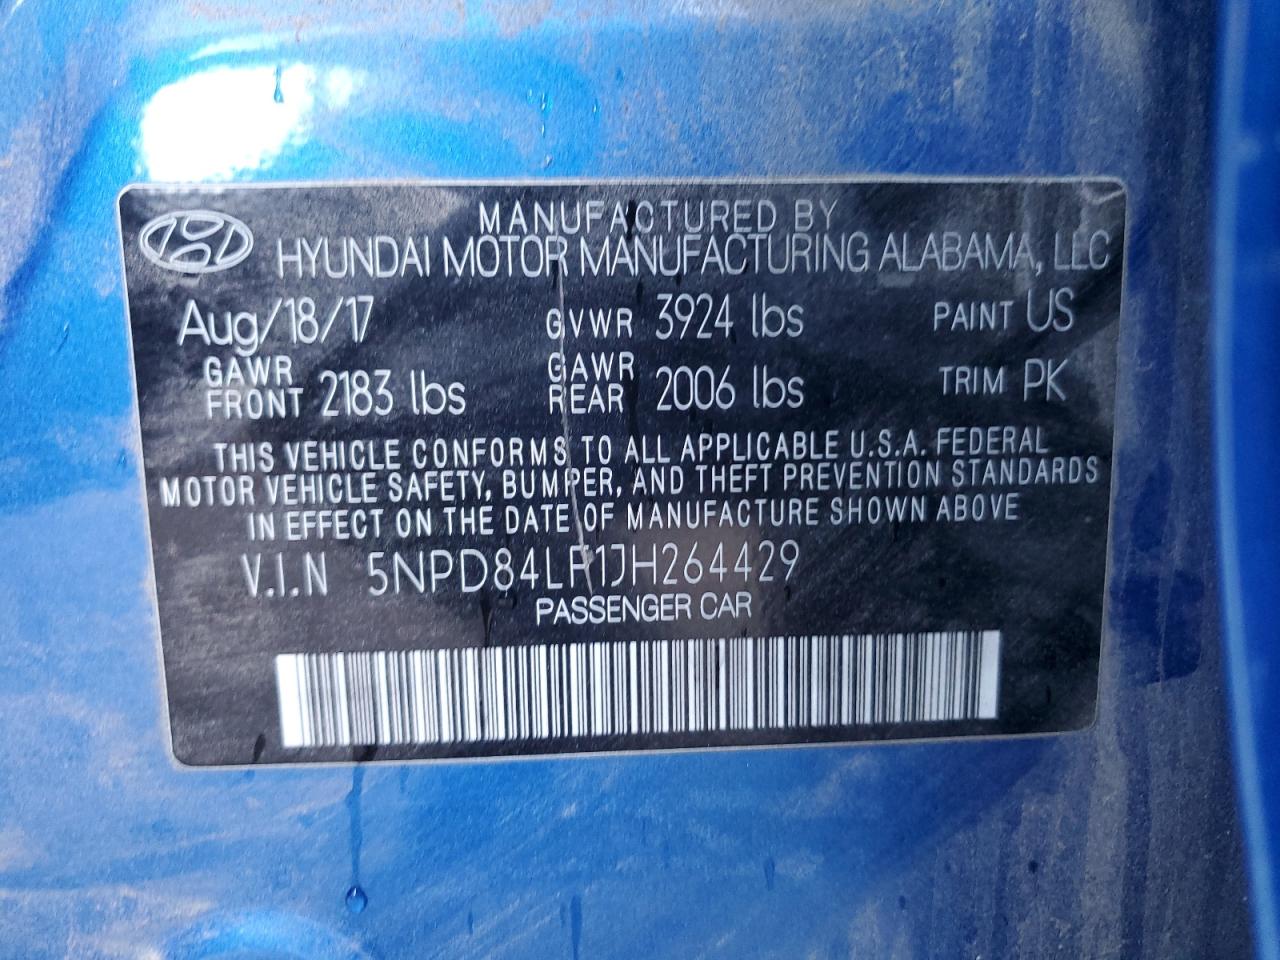 MANUFACTURED BY
HYUNDAI MOTOR MANUFACTURING ALABAMA, LLC
Aug/18/17 GVWR 3924 lbs PAINT US
GAWR FRONT 2183 lbs GAWR REAR 2006 lbs TRIM PK
THIS VEHICLE CONFORMS TO ALL APPLICABLE U.S.A. FEDERAL
MOTOR VEHICLE SAFETY, BUMPER, AND THEFT PREVENTION STANDARDS
IN EFFECT ON THE DATE OF MANUFACTURE SHOWN ABOVE
V.I.N 5NPD84LF1JH264429
PASSENGER CAR